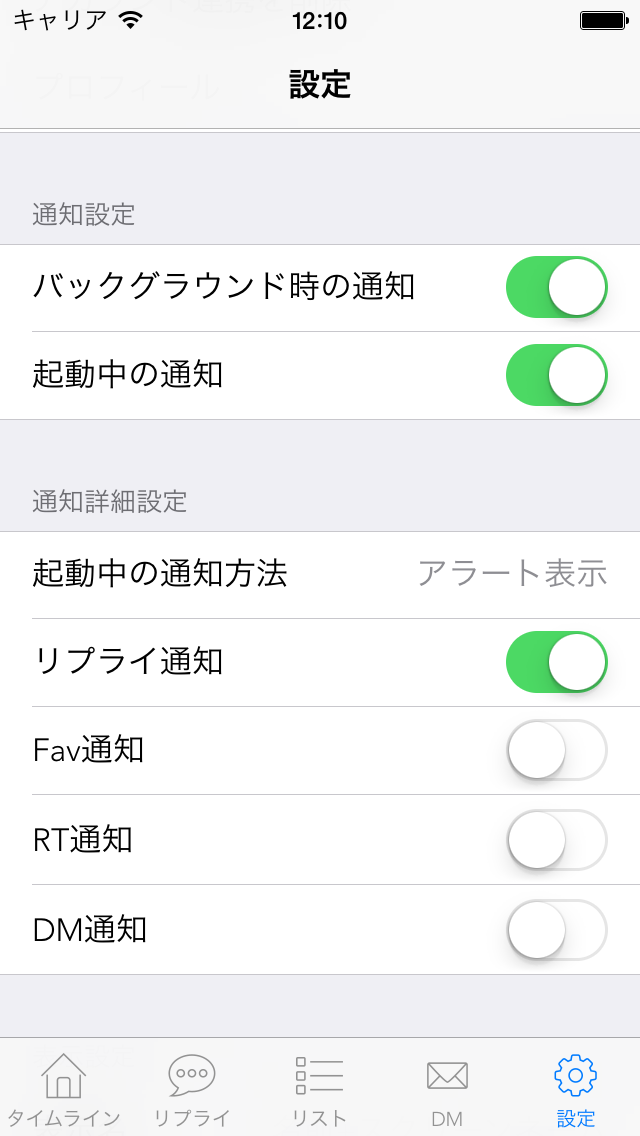 キャリア 12:10
プロフィール
設定
通知設定
バックグラウンド時の通知
起動中の通知
通知詳細設定
起動中の通知方法 アラート表示
リプライ通知
Fav通知
RT通知
DM通知
タイムライン リプライ リスト DM 設定